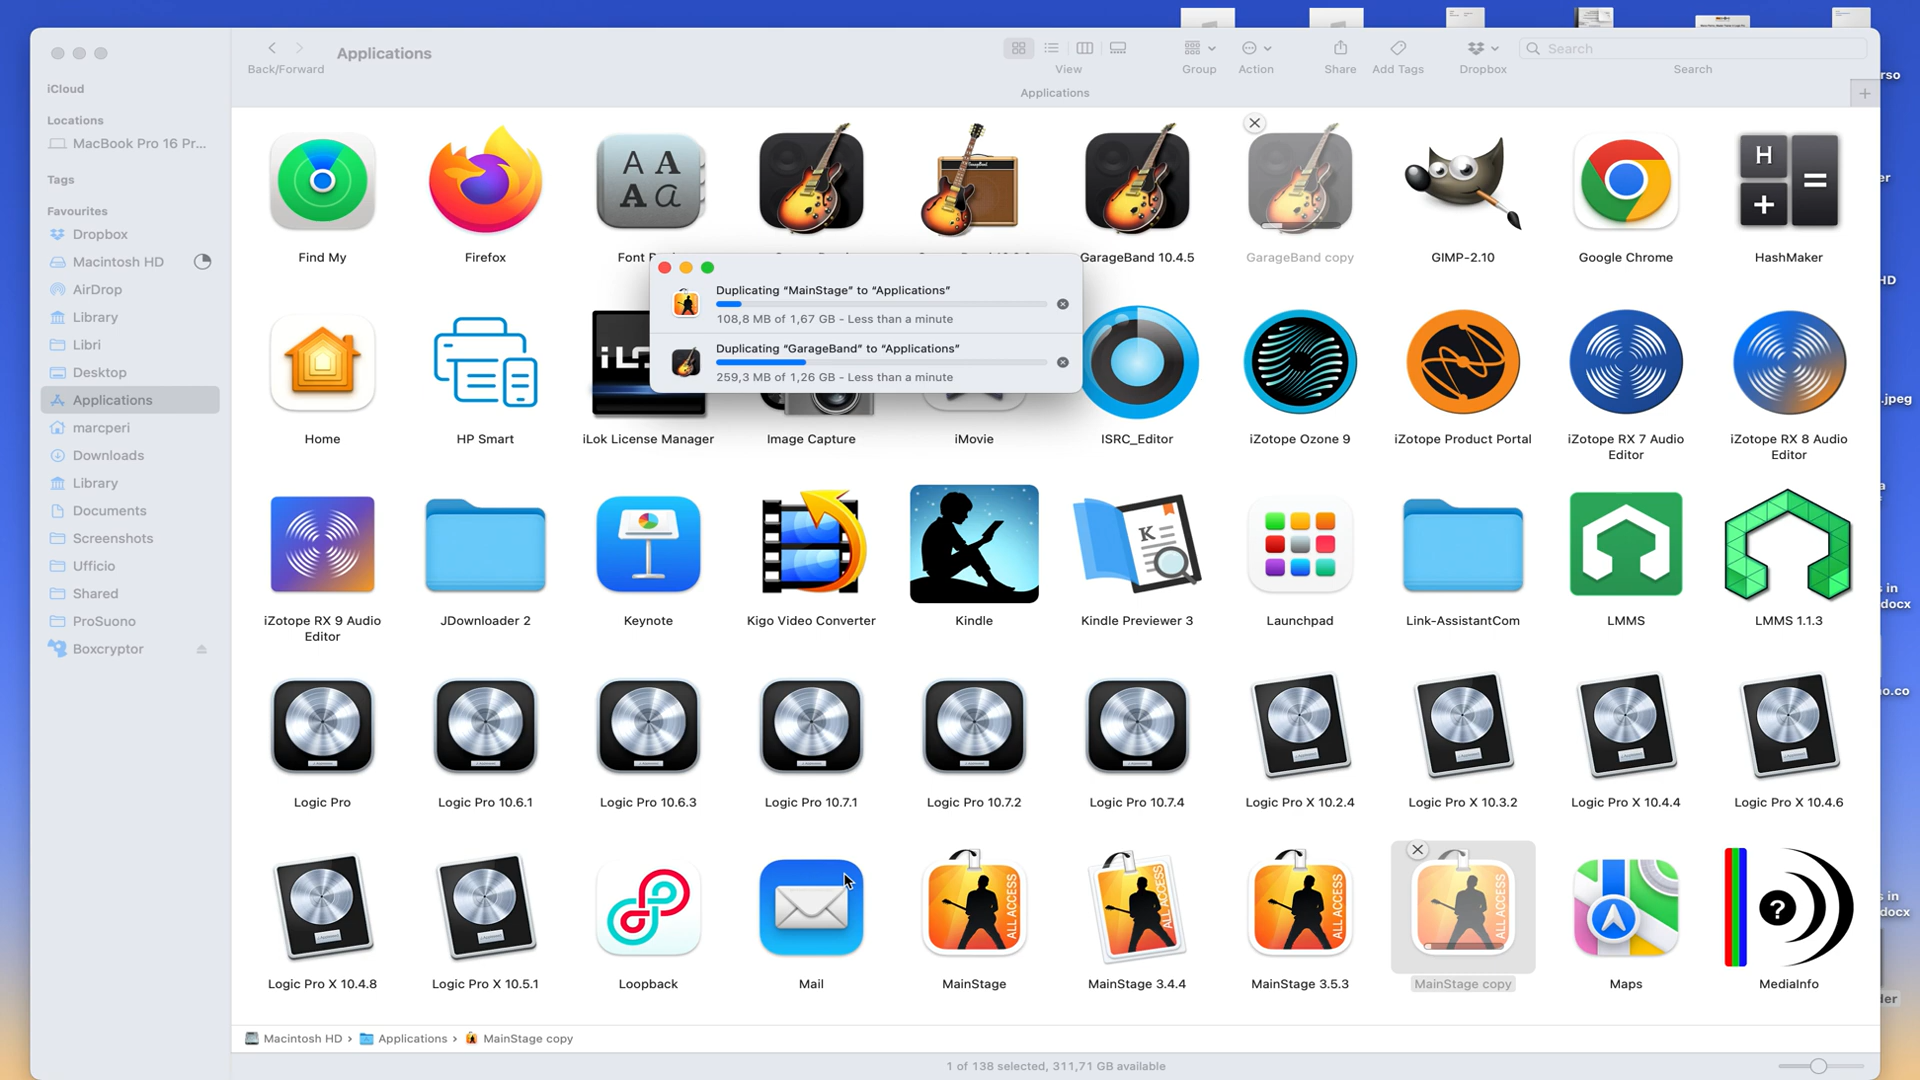 Applications
Search
Back/Forward
View
Group
Action
Share
Add Tags
Dropbox
Search
Applications
iCloud
Locations
MacBook Pro 16 Pr...
Tags
Favourites
Dropbox
Macintosh HD
AirDrop
Library
Libri
Desktop
Applications
marcperi
Downloads
Library
Documents
Screenshots
Ufficio
Shared
ProSuono
Boxcryptor
Find My
Firefox
GarageBand 10.4.5
GarageBand copy
GIMP-2.10
Google Chrome
HashMaker
Duplicating “MainStage” to “Applications”
108,8 MB of 1,67 GB - Less than a minute
Duplicating “GarageBand” to “Applications”
259,3 MB of 1,26 GB - Less than a minute
Home
HP Smart
iLok License Manager
Image Capture
iMovie
ISRC_Editor
iZotope Ozone 9
iZotope Product Portal
iZotope RX 7 Audio
Editor
iZotope RX 8 Audio
Editor
iZotope RX 9 Audio
Editor
JDownloader 2
Keynote
Kigo Video Converter
Kindle
Kindle Previewer 3
Launchpad
Link-AssistantCom
LMMS
LMMS 1.1.3
Logic Pro
Logic Pro 10.6.1
Logic Pro 10.6.3
Logic Pro 10.7.1
Logic Pro 10.7.2
Logic Pro 10.7.4
Logic Pro X 10.2.4
Logic Pro X 10.3.2
Logic Pro X 10.4.4
Logic Pro X 10.4.6
ALL ACCESS
ALL ACCESS
ALL ACCESS
ALL ACCESS
Logic Pro X 10.4.8
Logic Pro X 10.5.1
Loopback
Mail
MainStage
MainStage 3.4.4
MainStage 3.5.3
MainStage copy
Maps
MediaInfo
Macintosh HD › Applications › MainStage copy
1 of 138 selected, 311,71 GB available